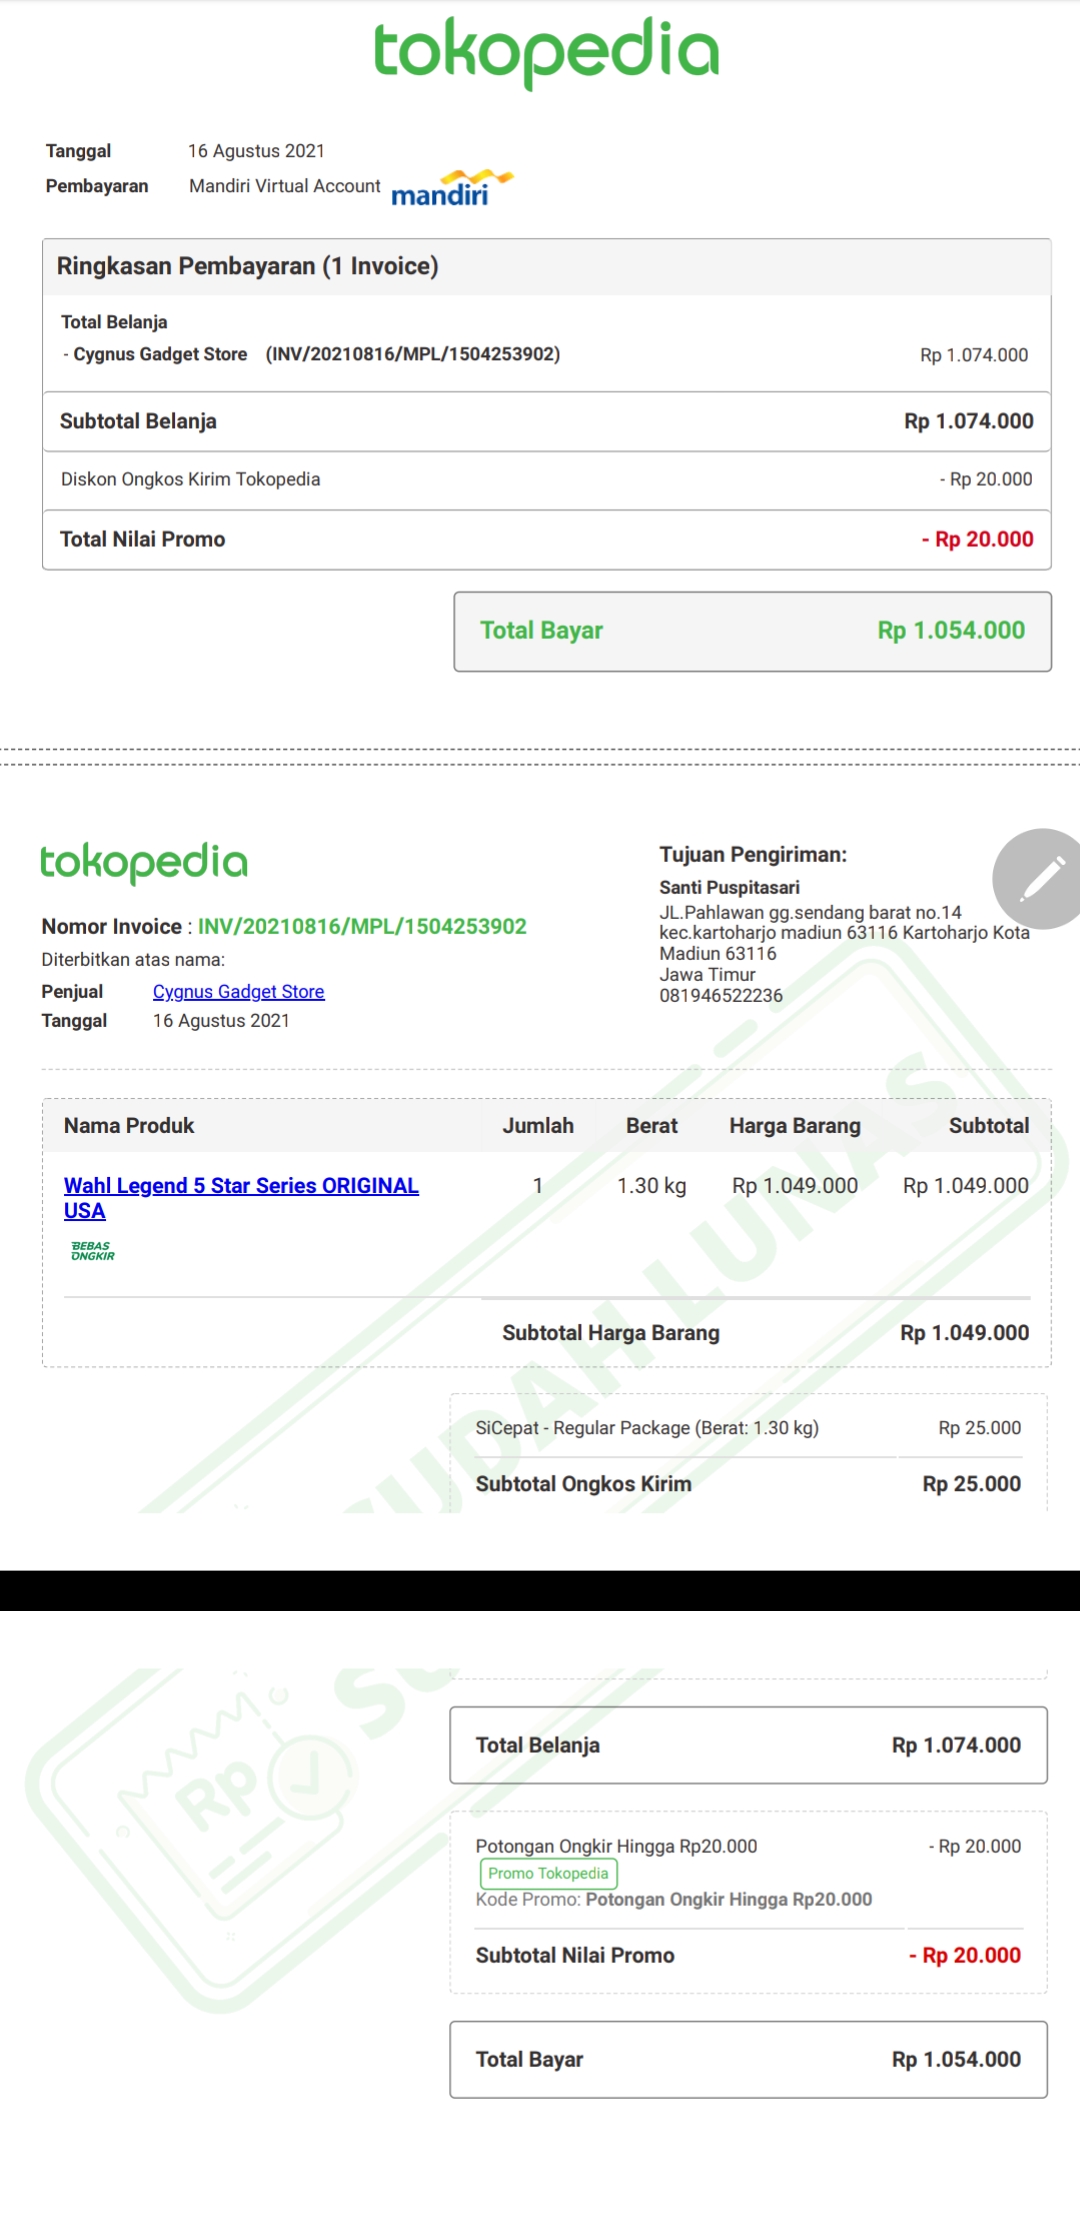 tokopedia
Tanggal 16 Agustus 2021
Pembayaran Mandiri Virtual Account mandiri
Ringkasan Pembayaran (1 Invoice)
Total Belanja
- Cygnus Gadget Store (INV/20210816/MPL/1504253902) Rp 1.074.000
Subtotal Belanja Rp 1.074.000
Diskon Ongkos Kirim Tokopedia - Rp 20.000
Total Nilai Promo - Rp 20.000
Total Bayar Rp 1.054.000
tokopedia
Nomor Invoice : INV/20210816/MPL/1504253902
Diterbitkan atas nama:
Penjual Cygnus Gadget Store
Tanggal 16 Agustus 2021
Tujuan Pengiriman:
Santi Puspitasari
JL.Pahlawan gg.sendang barat no.14
kec.kartoharjo madiun 63116 Kartoharjo Kota
Madiun 63116
Jawa Timur
081946522236
Nama Produk Jumlah Berat Harga Barang Subtotal
Wahl Legend 5 Star Series ORIGINAL 1 1.30 kg Rp 1.049.000 Rp 1.049.000
USA
BEBAS
ONGKIR
Subtotal Harga Barang Rp 1.049.000
SUDAH LUNAS
SiCepat - Regular Package (Berat: 1.30 kg) Rp 25.000
Subtotal Ongkos Kirim Rp 25.000
Rp
Total Belanja Rp 1.074.000
Potongan Ongkir Hingga Rp20.000 - Rp 20.000
Promo Tokopedia
Kode Promo: Potongan Ongkir Hingga Rp20.000
Subtotal Nilai Promo - Rp 20.000
Total Bayar Rp 1.054.000